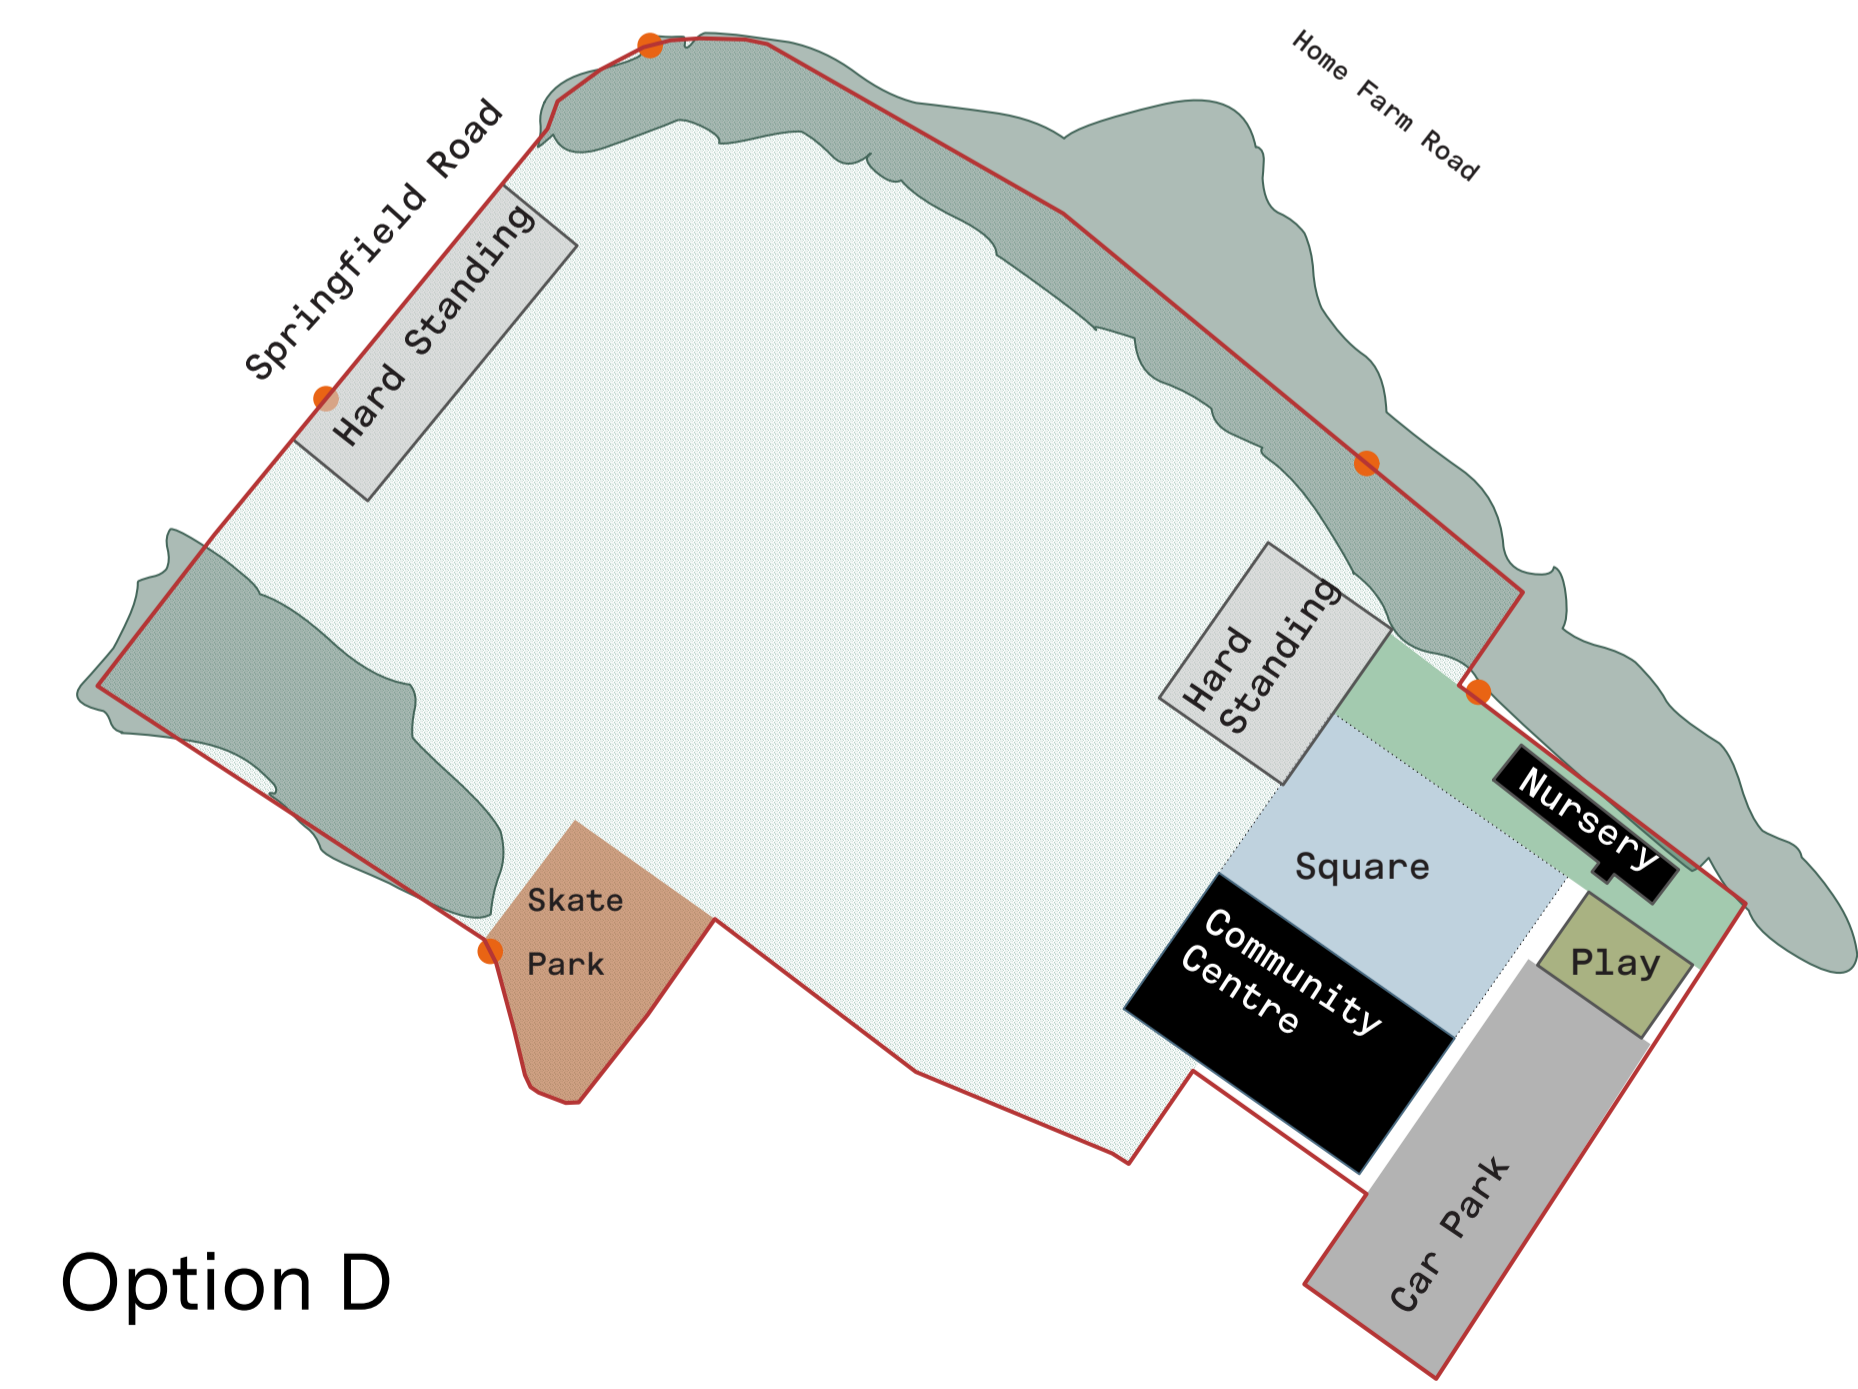 Home Farm Road
Springfield Road
Hard Standing
Hard
Standing
Nursery
Square
Skate
Park
Community
Centre
Play
Car Park
Option D